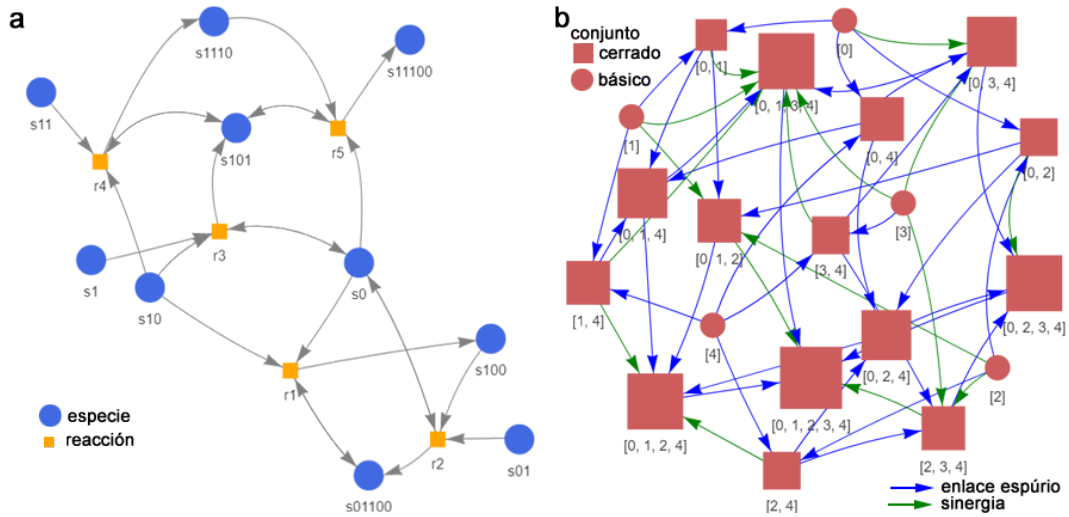 a
s1110
s11100
s11
s101
r5
r4
r3
s1
s10
s0
s100
r1
especie
reacción
r2
s01
s01100
b
conjunto
cerrado
básico
[0]
[0, 1]
[0, 1, 3, 4]
[0, 3, 4]
[1]
[0, 4]
[0, 2]
[0, 1, 4]
[3]
[0, 1, 2]
[3, 4]
[1, 4]
[0, 2, 3, 4]
[4]
[0, 2, 4]
[2]
[0, 1, 2, 4]
[0, 1, 2, 3, 4]
[2, 3, 4]
[2, 4]
enlace espúrio
sinergia